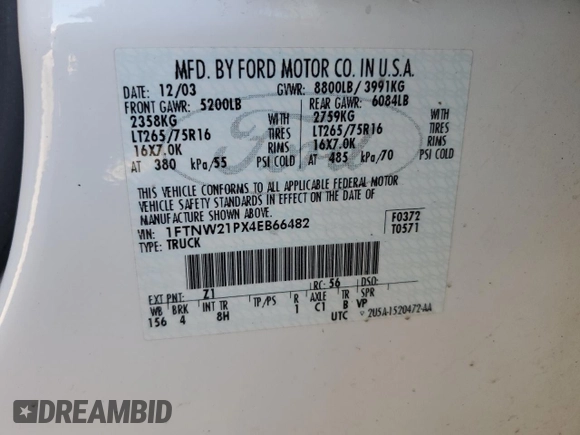 MFD. BY FORD MOTOR CO. IN U.S.A.
DATE: 12/03 GVWR: 8800LB/ 3991KG
FRONT GAWR: 5200LB REAR GAWR: 6084LB
2358KG WITH 2759KG WITH
LT265/75R16 TIRES LT265/75R16 TIRES
16X7.0K RIMS 16X7.0K RIMS
AT 380 kPa/55 PSI COLD AT 485 kPa/70 PSI COLD
THIS VEHICLE CONFORMS TO ALL APPLICABLE FEDERAL MOTOR
VEHICLE SAFETY STANDARDS IN EFFECT ON THE DATE OF
MANUFACTURE SHOWN ABOVE.
VIN: 1FTNW21PX4EB66482 F0372
TYPE: TRUCK T0571
EXT PNT: Z1 RC: 56 DSO:
WB BRK INT TR TP/PS R AXLE TR SPR
156 4 8H 1 C1 B VP
UTC 2U5A-1520472-AA
Ford
DREAMBID